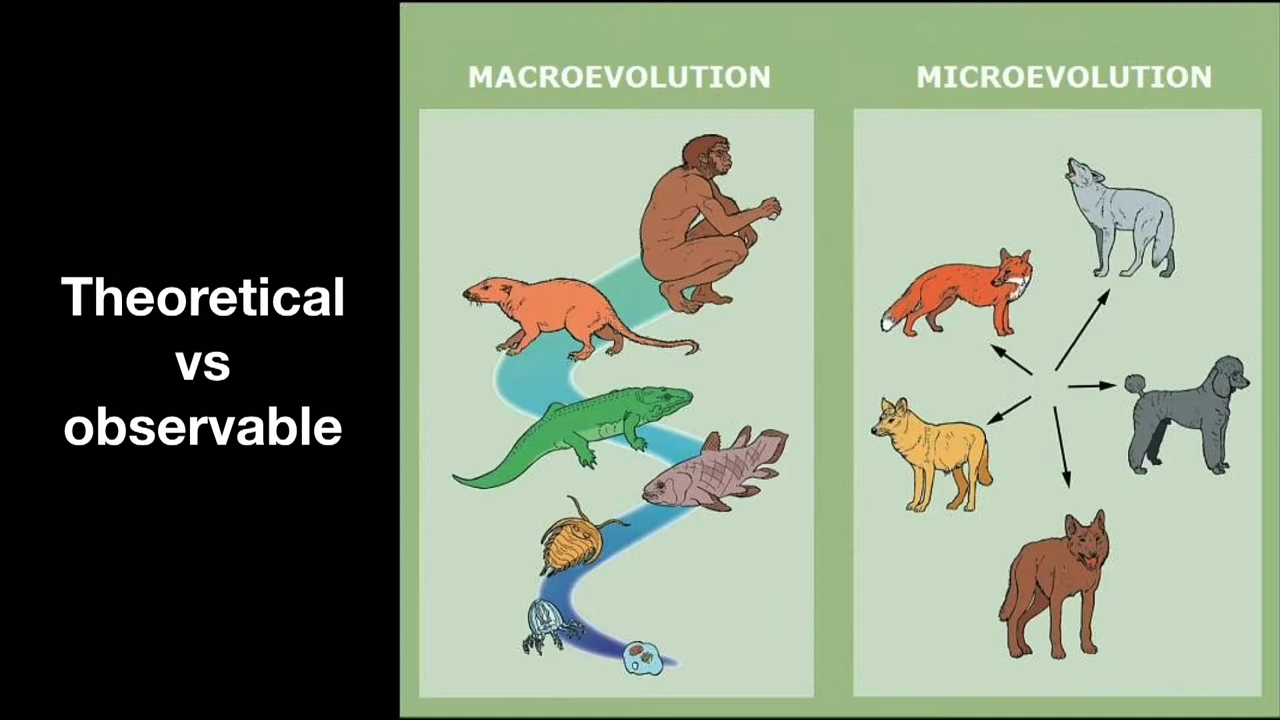 Theoretical
vs
observable
MACROEVOLUTION
MICROEVOLUTION